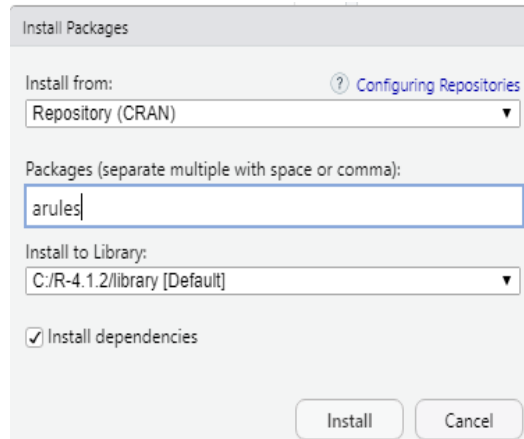 Install Packages
Install from:
? Configuring Repositories
Repository (CRAN)
Packages (separate multiple with space or comma):
arules
Install to Library:
C:/R-4.1.2/library [Default]
Install dependencies
Install
Cancel